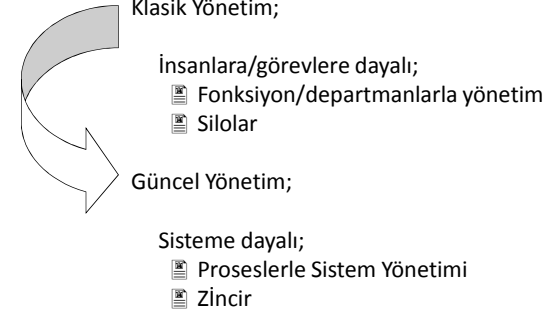 Klasik Yönetim;
İnsanlara/görevlere dayalı;
Fonksiyon/departmanlarla yönetim
Silolar
Güncel Yönetim;
Sisteme dayalı;
Proseslerle Sistem Yönetimi
Zİncir